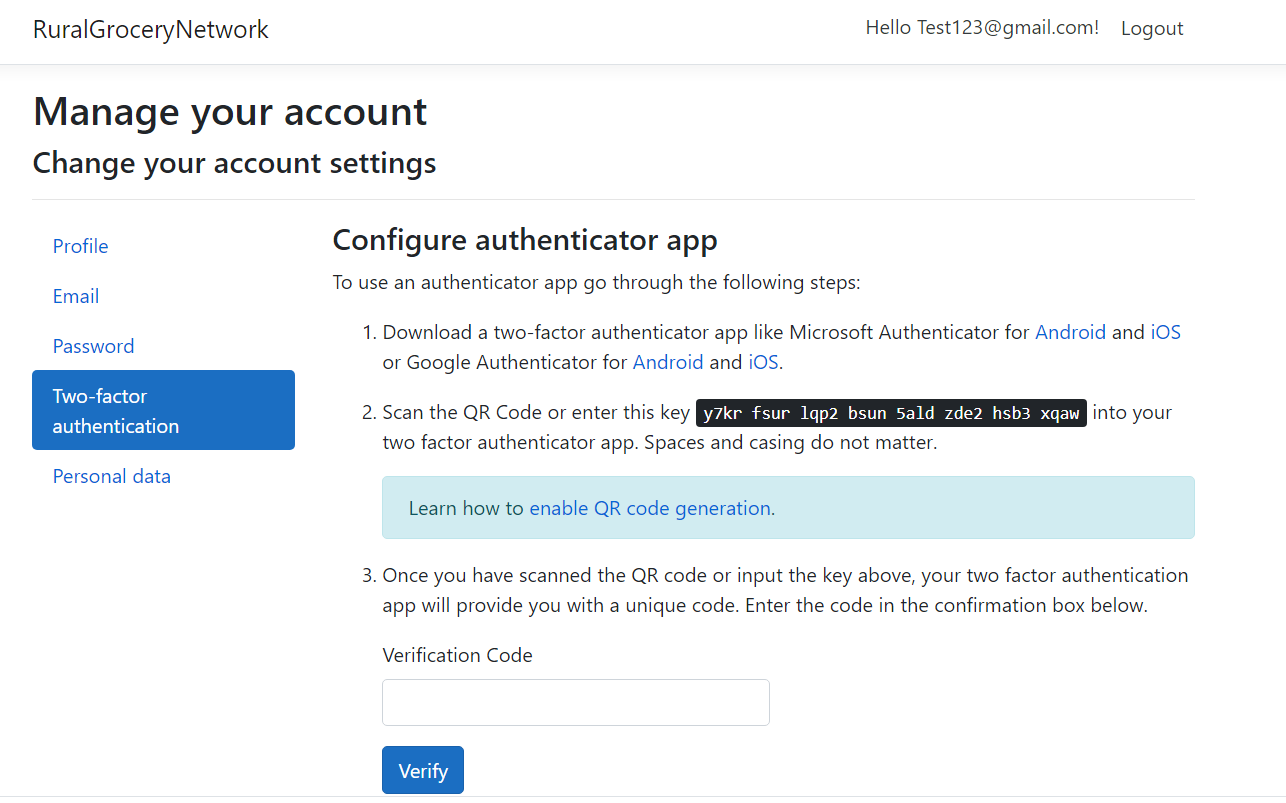 RuralGroceryNetwork
Hello Test123@gmail.com! Logout
Manage your account
Change your account settings
Profile
Email
Password
Two-factor
authentication
Personal data
Configure authenticator app
To use an authenticator app go through the following steps:
1. Download a two-factor authenticator app like Microsoft Authenticator for Android and iOS
or Google Authenticator for Android and iOS.
2. Scan the QR Code or enter this key y7kr fsur lqp2 bsun 5ald zde2 hsb3 xqaw into your
two factor authenticator app. Spaces and casing do not matter.
Learn how to enable QR code generation.
3. Once you have scanned the QR code or input the key above, your two factor authentication
app will provide you with a unique code. Enter the code in the confirmation box below.
Verification Code
Verify